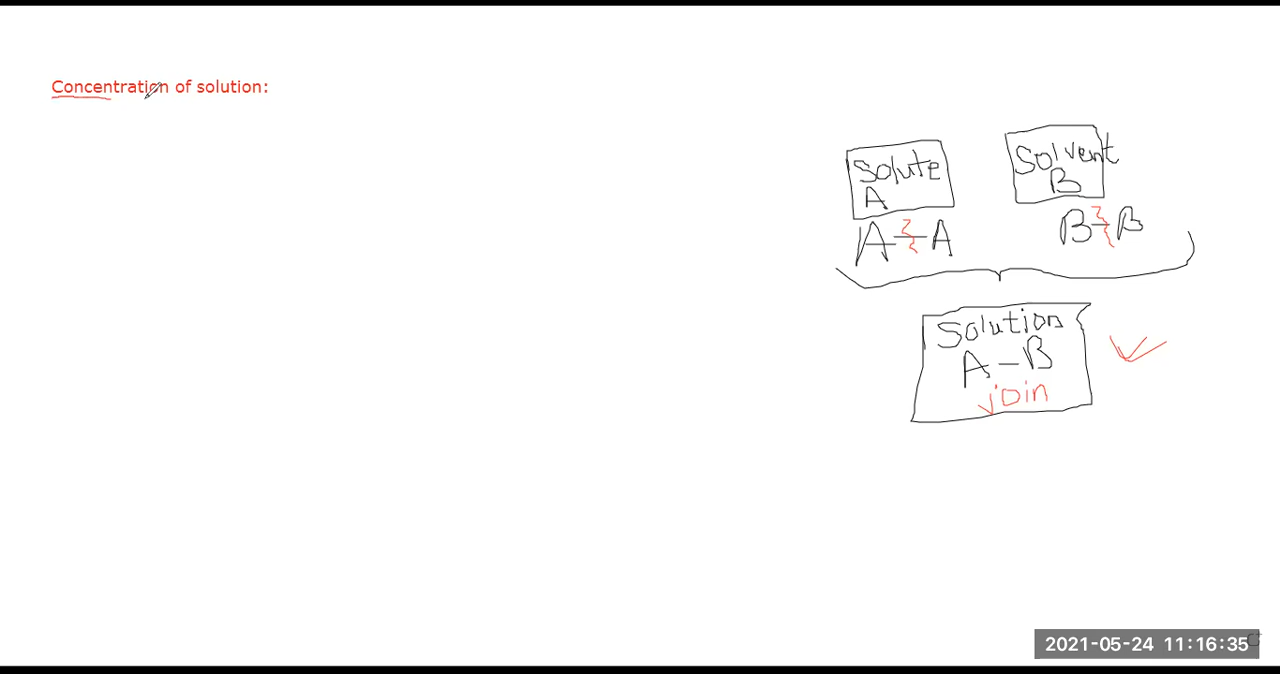 Concentration of solution:
Solute
A
A-A
Solvent
B
B-B
Solution
A-B
join
2021-05-24 11:16:35